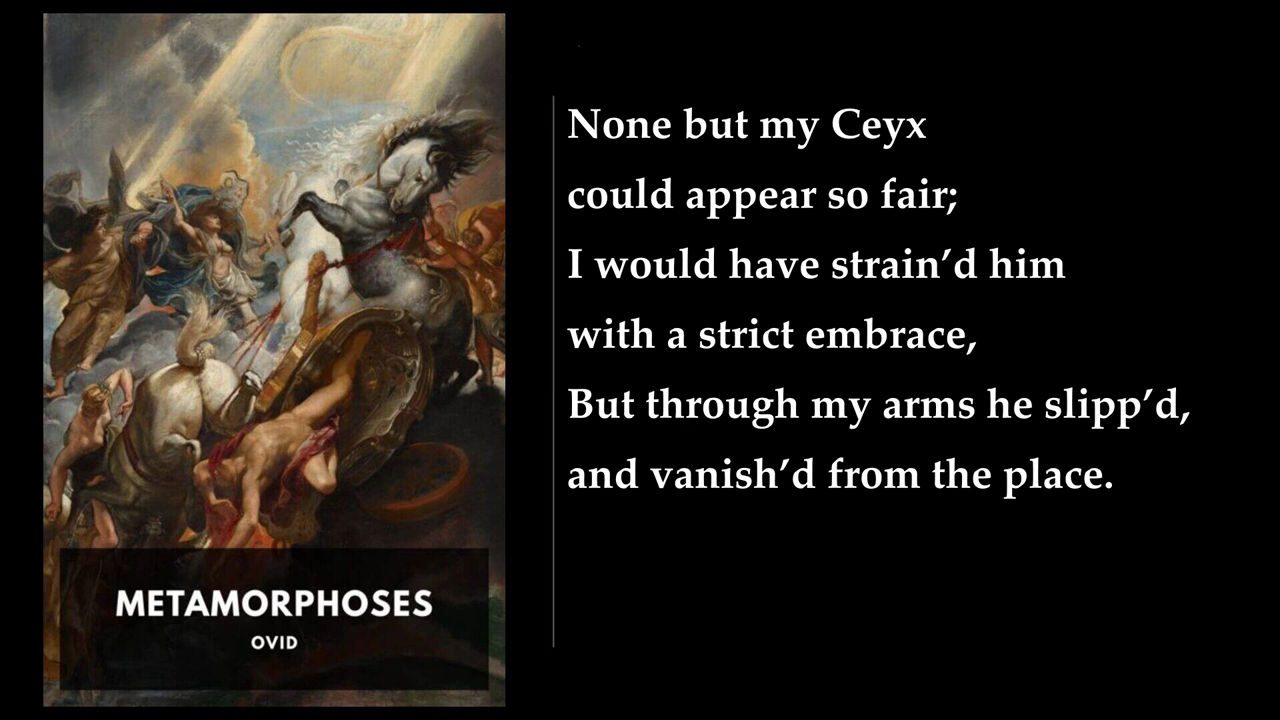 METAMORPHOSES
OVID
None but my Ceyx
could appear so fair;
I would have strain’d him
with a strict embrace,
But through my arms he slipp’d,
and vanish’d from the place.